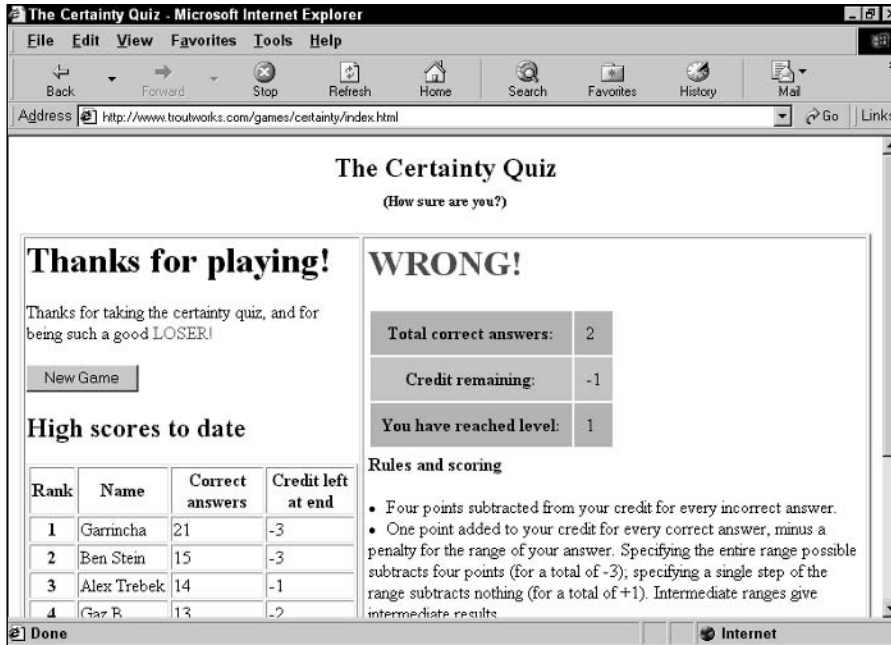 The Certainty Quiz - Microsoft Internet Explorer
File Edit View Favorites Tools Help
Back Forward Stop Refresh Home Search Favorites History Mail
Address http://www.troutworks.com/games/certainty/index.html Go Links
The Certainty Quiz
(How sure are you?)
Thanks for playing!
Thanks for taking the certainty quiz, and for
being such a good LOSER!
New Game
High scores to date
Rank Name Correct answers Credit left at end
1 Garrincha 21 -3
2 Ben Stein 15 -3
3 Alex Trebek 14 -1
4 Gaz B 13 -2
WRONG!
Total correct answers: 2
Credit remaining: -1
You have reached level: 1
Rules and scoring
• Four points subtracted from your credit for every incorrect answer.
• One point added to your credit for every correct answer, minus a
penalty for the range of your answer. Specifying the entire range possible
subtracts four points (for a total of -3); specifying a single step of the
range subtracts nothing (for a total of +1). Intermediate ranges give
intermediate results
Done Internet